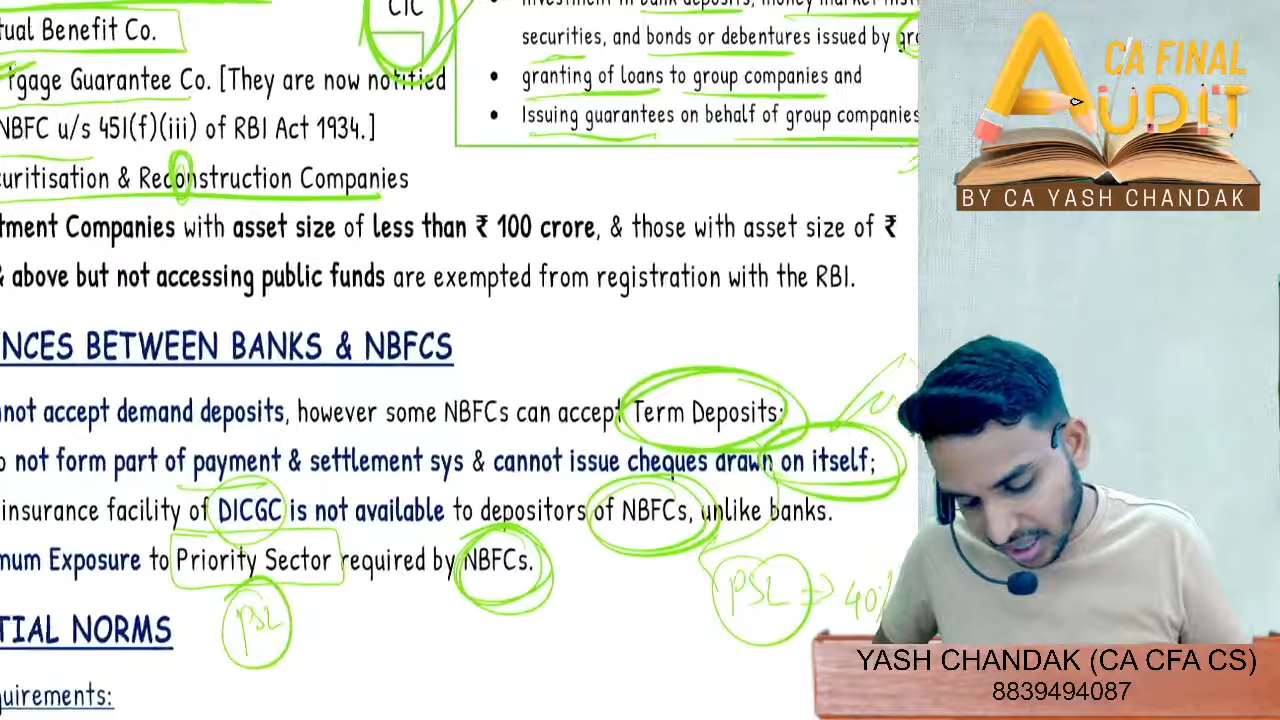 tual Benefit Co.
gage Guarantee Co. [They are now notified
NBFC u/s 45I(f)(iii) of RBI Act 1934.]
curitisation & Reconstruction Companies
CIC
securities, and bonds or debentures issued by gro
• granting of loans to group companies and
• Issuing guarantees on behalf of group companies
tment Companies with asset size of less than ₹ 100 crore, & those with asset size of ₹
& above but not accessing public funds are exempted from registration with the RBI.
NCES BETWEEN BANKS & NBFCS
not accept demand deposits, however some NBFCs can accept Term Deposits;
o not form part of payment & settlement sys & cannot issue cheques drawn on itself;
insurance facility of DICGC is not available to depositors of NBFCs, unlike banks.
mum Exposure to Priority Sector required by NBFCs.
PSL
PSL → 40%
TIAL NORMS
quirements:
CA FINAL
AUDIT
BY CA YASH CHANDAK
YASH CHANDAK (CA CFA CS)
8839494087